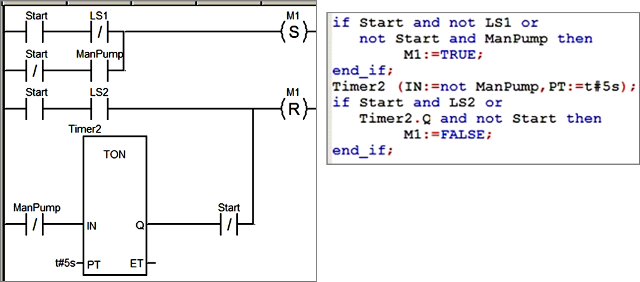 Start LS1 M1
/ S
Start ManPump
/
Start LS2 M1
R
Timer2
TON
ManPump Start
/ IN Q /
t#5s PT ET
if Start and not LS1 or
not Start and ManPump then
M1:=TRUE;
end_if;
Timer2 (IN:=not ManPump,PT:=t#5s);
if Start and LS2 or
Timer2.Q and not Start then
M1:=FALSE;
end_if;